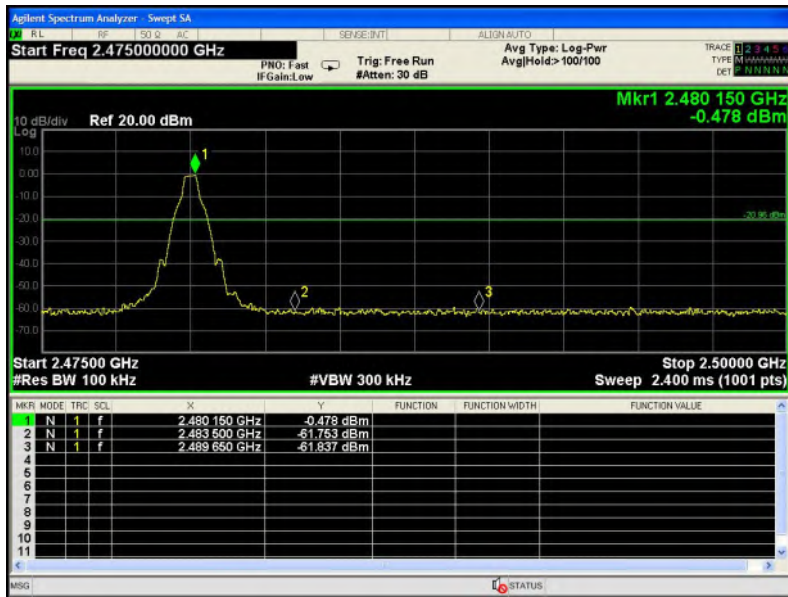 Agilent Spectrum Analyzer - Swept SA
RL RF 50 Ω AC SENSE:INT ALIGN AUTO
Start Freq 2.475000000 GHz
PNO: Fast
IFGain:Low
Trig: Free Run
#Atten: 30 dB
Avg Type: Log-Pwr
Avg|Hold:>100/100
TRACE 1 2 3 4 5 6
TYPE M
DET P N N N N N
Mkr1 2.480 150 GHz
-0.478 dBm
10 dB/div Ref 20.00 dBm
Log
10.0
0.00
-10.0
-20.0
-30.0
-40.0
-50.0
-60.0
-70.0
1
-20.96 dBm
2
3
Start 2.47500 GHz Stop 2.50000 GHz
#Res BW 100 kHz #VBW 300 kHz Sweep 2.400 ms (1001 pts)
MKR MODE TRC SCL X Y FUNCTION FUNCTION WIDTH FUNCTION VALUE
1 N 1 f 2.480 150 GHz -0.478 dBm
2 N 1 f 2.483 500 GHz -61.753 dBm
3 N 1 f 2.489 650 GHz -61.837 dBm
4
5
6
7
8
9
10
11
MSG STATUS